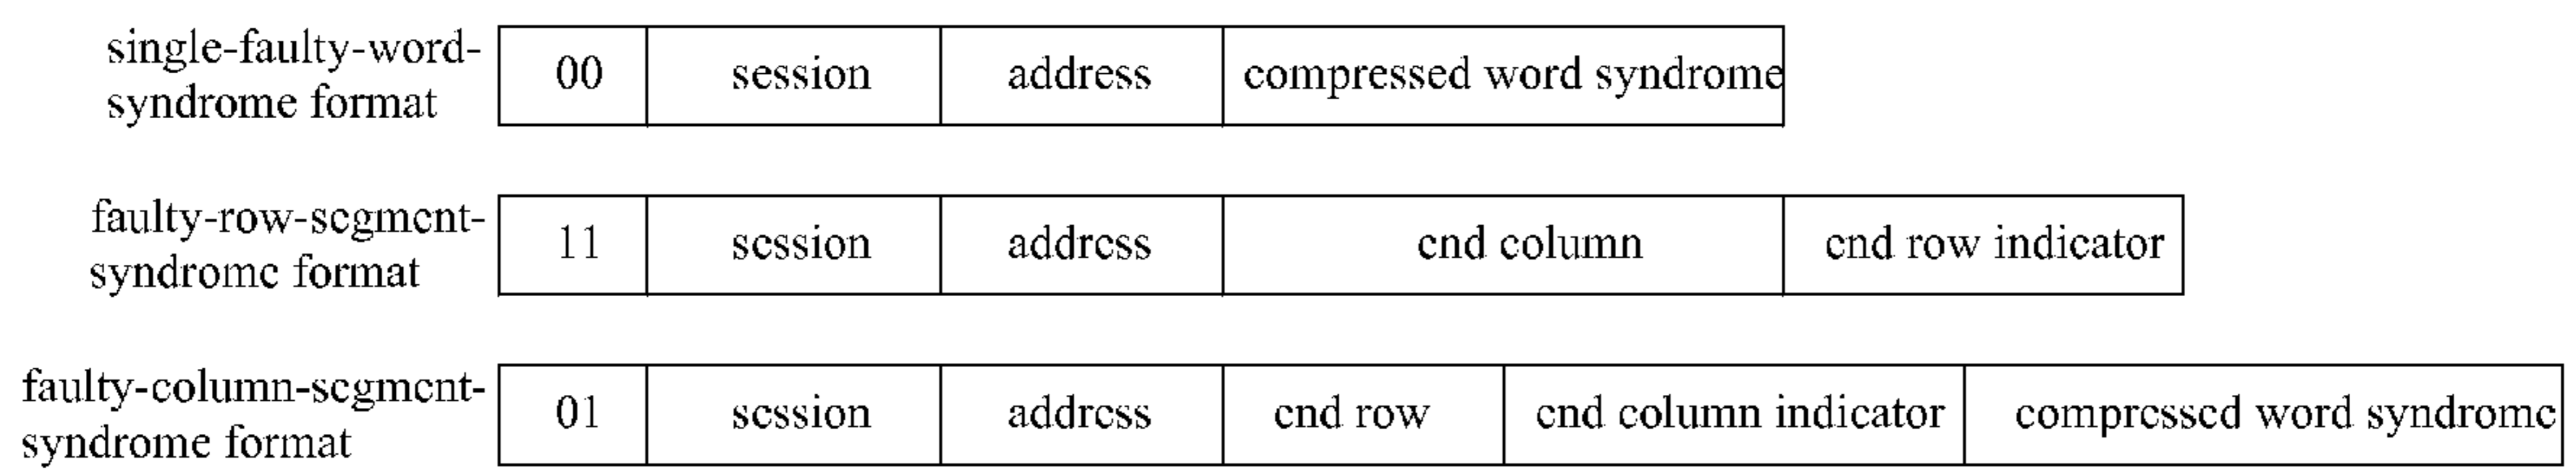 single-faulty-word-
syndrome format
00 session address compressed word syndrome
faulty-row-segment-
syndrome format
11 session address end column end row indicator
faulty-column-segment-
syndrome format
01 session address end row end column indicator compressed word syndrome